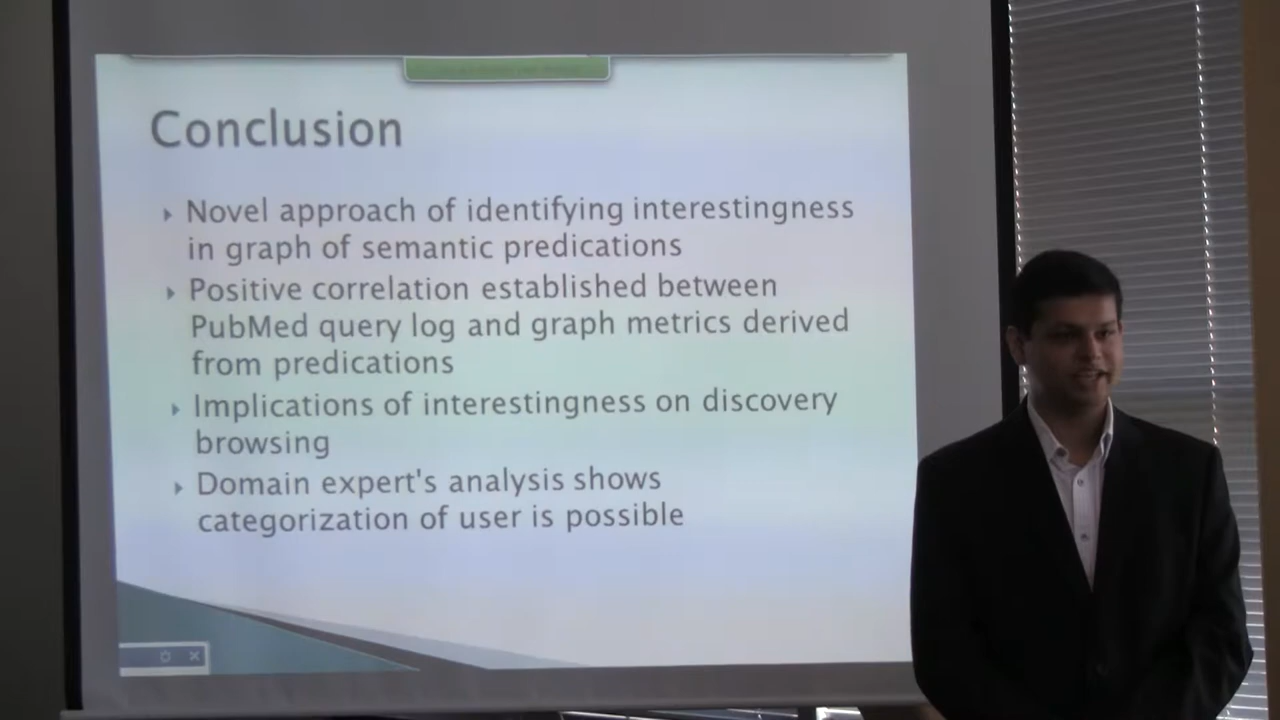 Conclusion
Novel approach of identifying interestingness
in graph of semantic predications
Positive correlation established between
PubMed query log and graph metrics derived
from predications
Implications of interestingness on discovery
browsing
Domain expert's analysis shows
categorization of user is possible